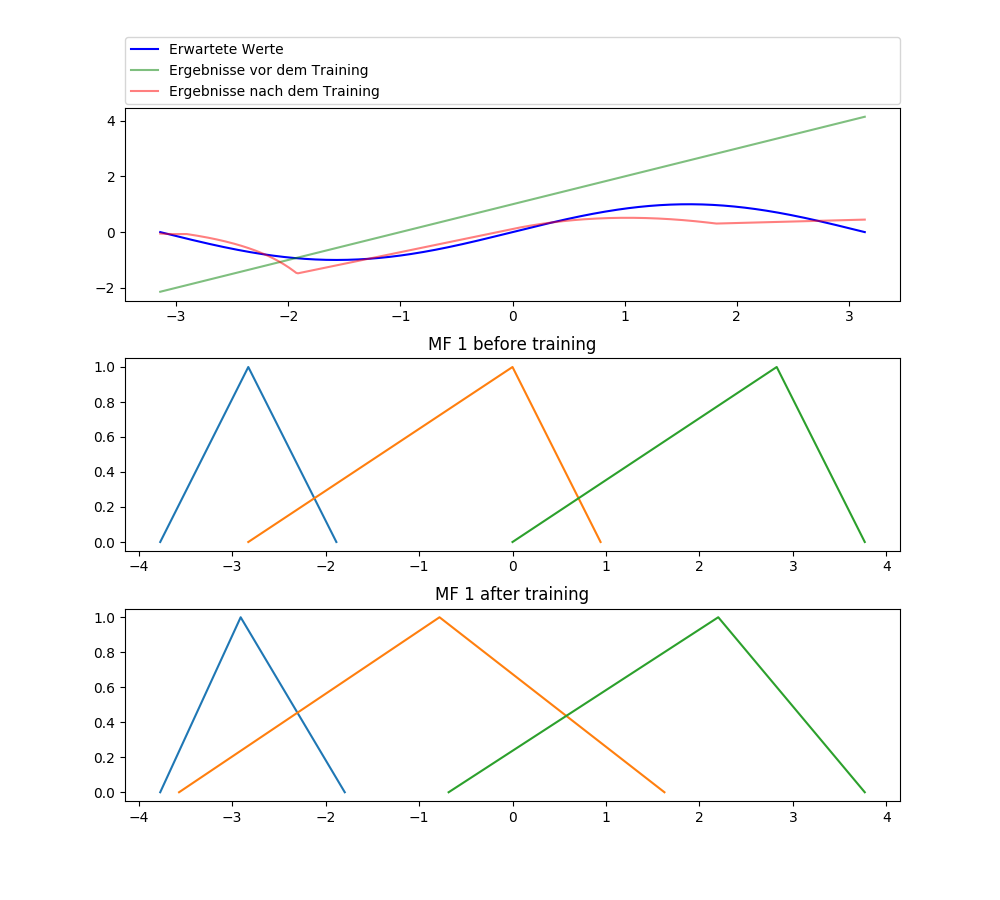 Erwartete Werte
Ergebnisse vor dem Training
Ergebnisse nach dem Training
4
2
0
−2
−3 −2 −1 0 1 2 3
MF 1 before training
1.0
0.8
0.6
0.4
0.2
0.0
−4 −3 −2 −1 0 1 2 3 4
MF 1 after training
1.0
0.8
0.6
0.4
0.2
0.0
−4 −3 −2 −1 0 1 2 3 4